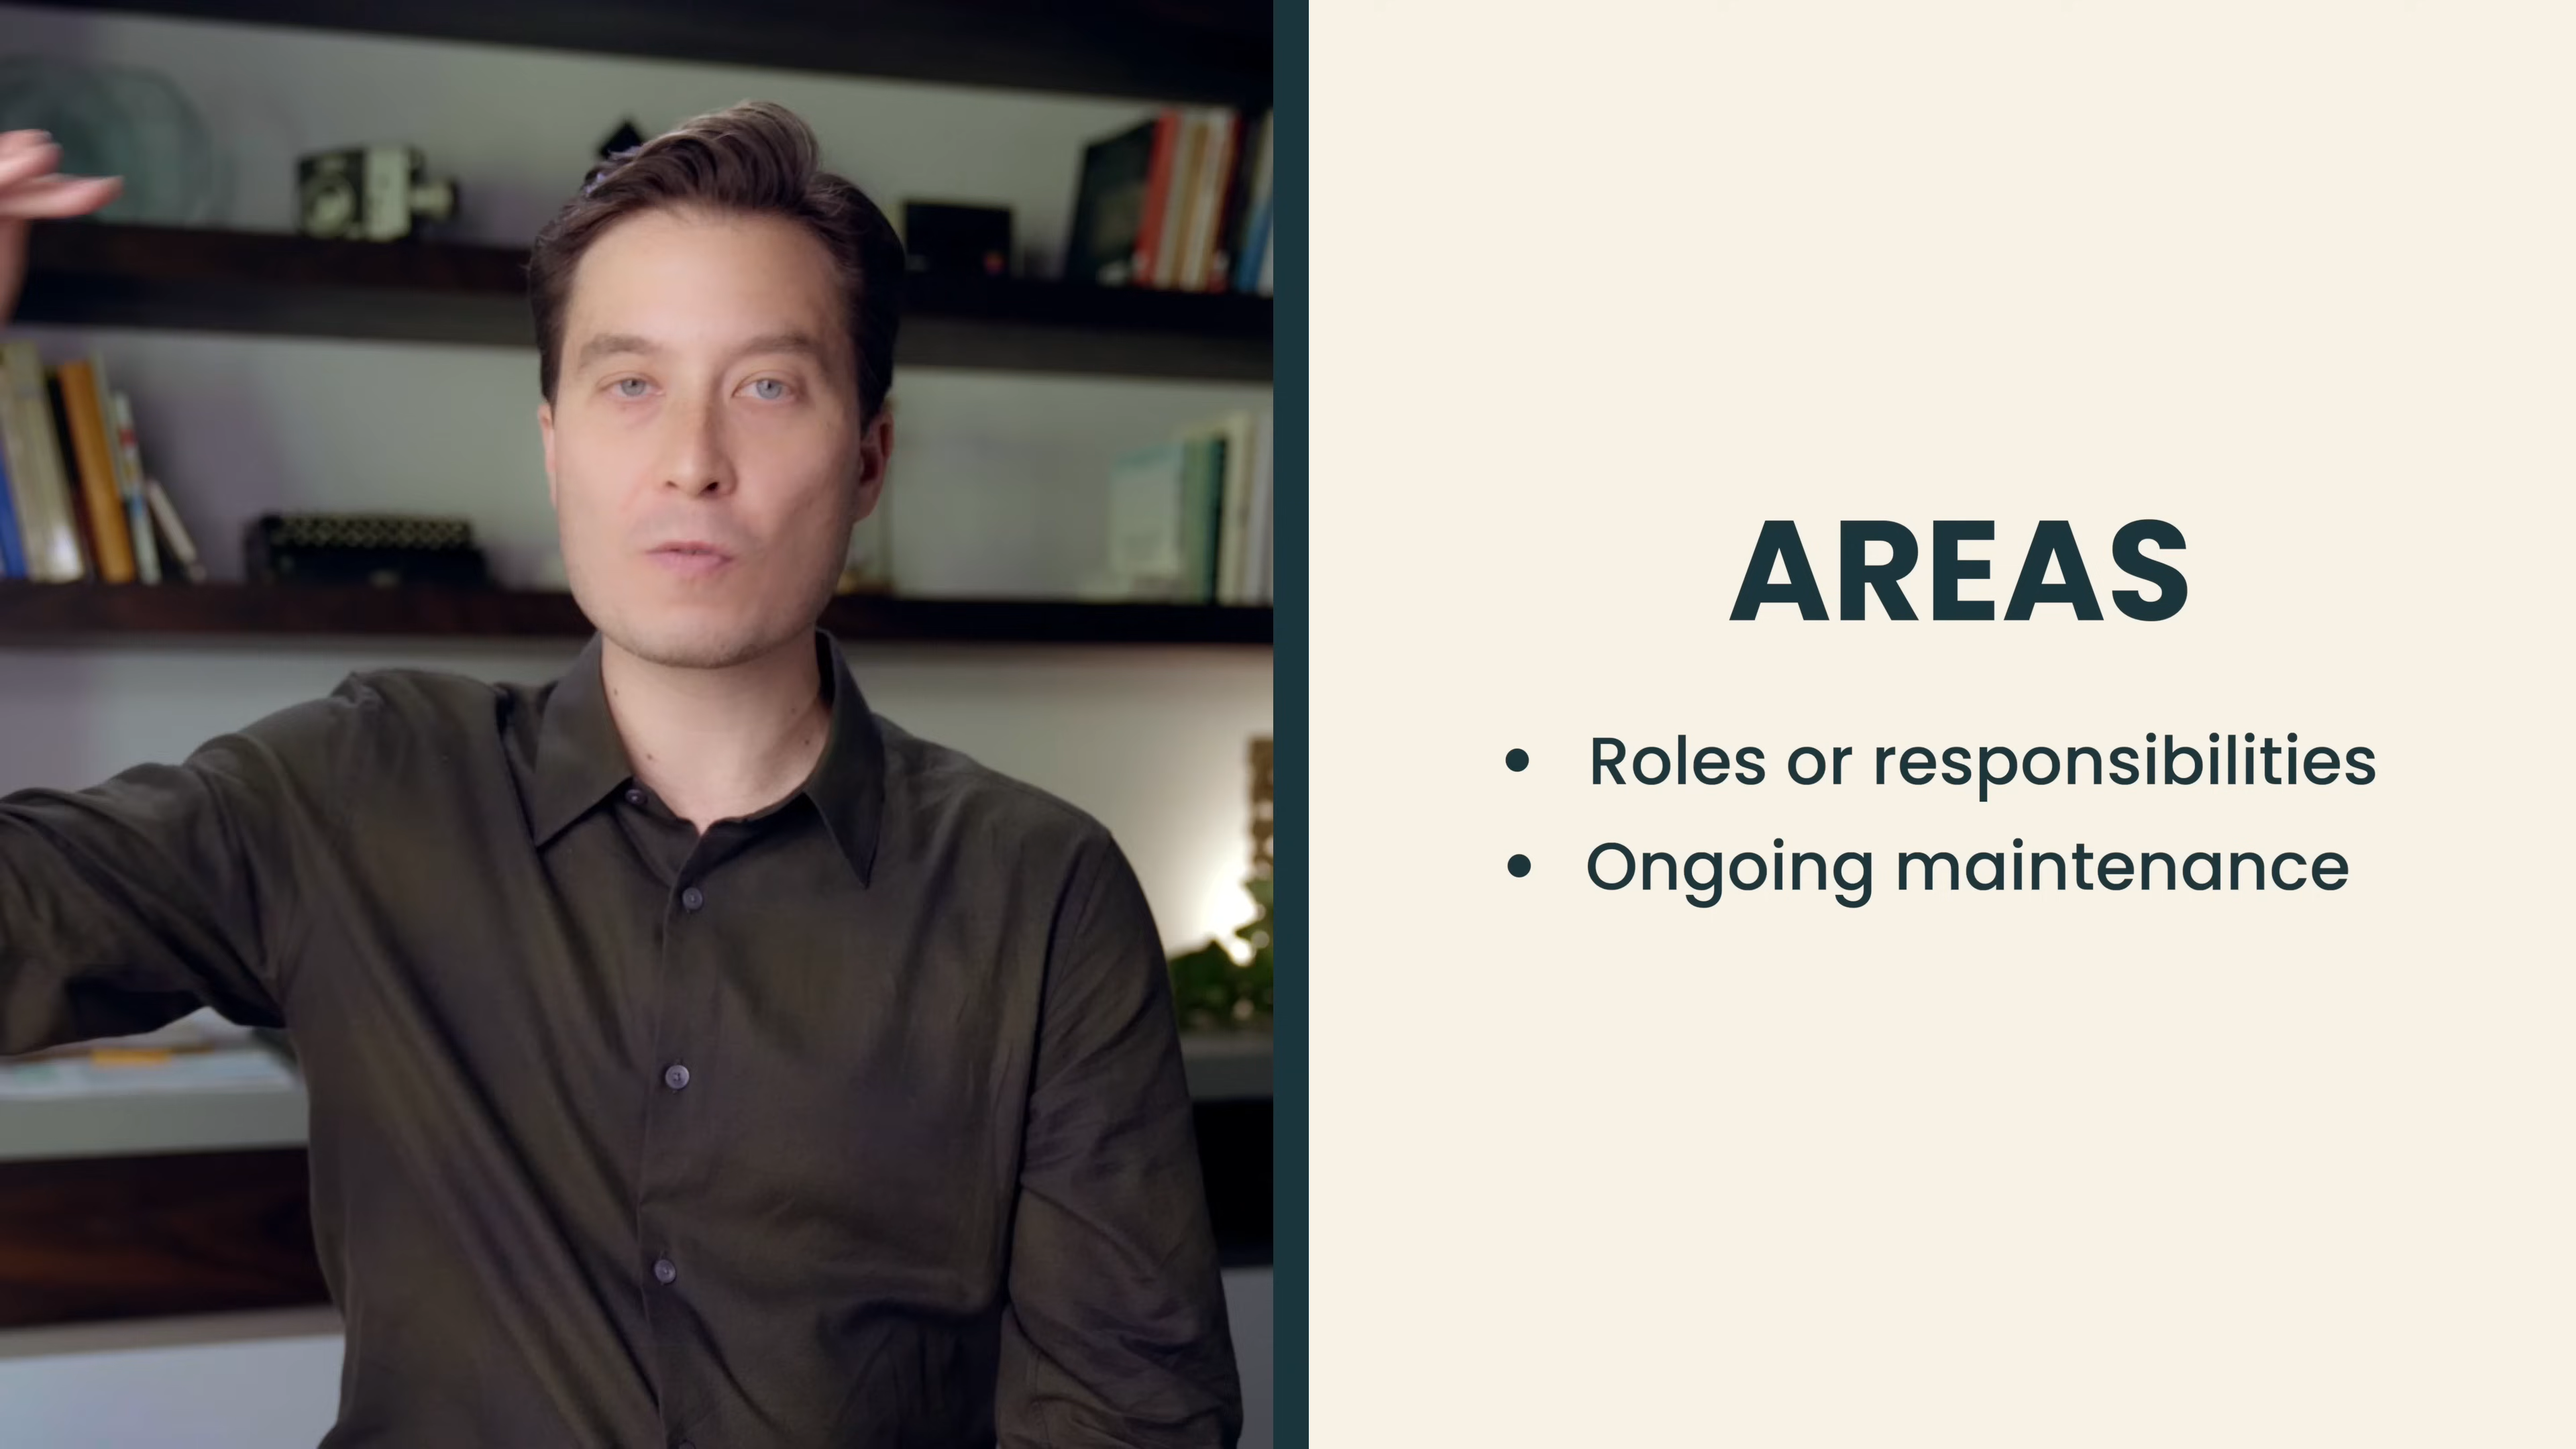 AREAS
• Roles or responsibilities
• Ongoing maintenance